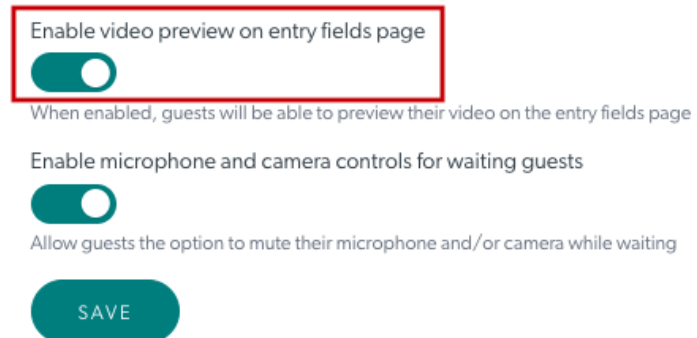 Enable video preview on entry fields page
When enabled, guests will be able to preview their video on the entry fields page
Enable microphone and camera controls for waiting guests
Allow guests the option to mute their microphone and/or camera while waiting
SAVE